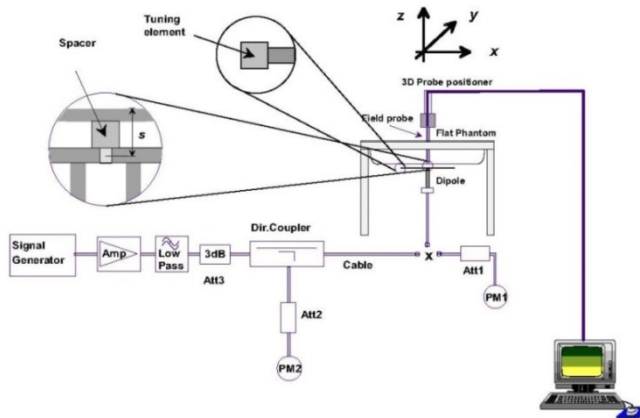 Tuning
element
Spacer
s
z
y
x
3D Probe positioner
Field probe
Flat Phantom
Dipole
Signal
Generator
Amp
Low
Pass
3dB
Att3
Dir.Coupler
Cable
x
Att1
PM1
Att2
PM2